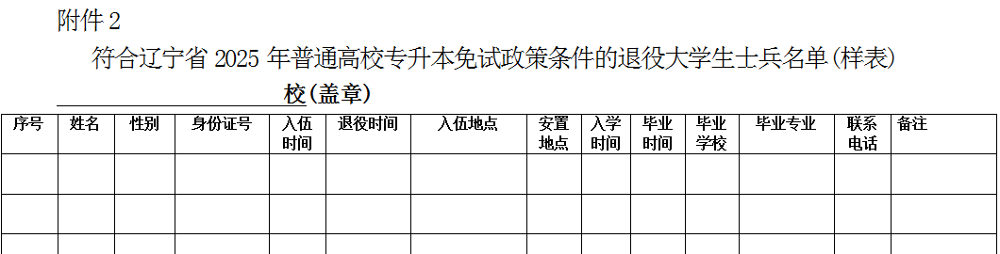 附件2
符合辽宁省2025年普通高校专升本免试政策条件的退役大学生士兵名单(样表)
校(盖章)
序号 姓名 性别 身份证号 入伍时间 退役时间 入伍地点 安置地点 入学时间 毕业时间 毕业学校 毕业专业 联系电话 备注